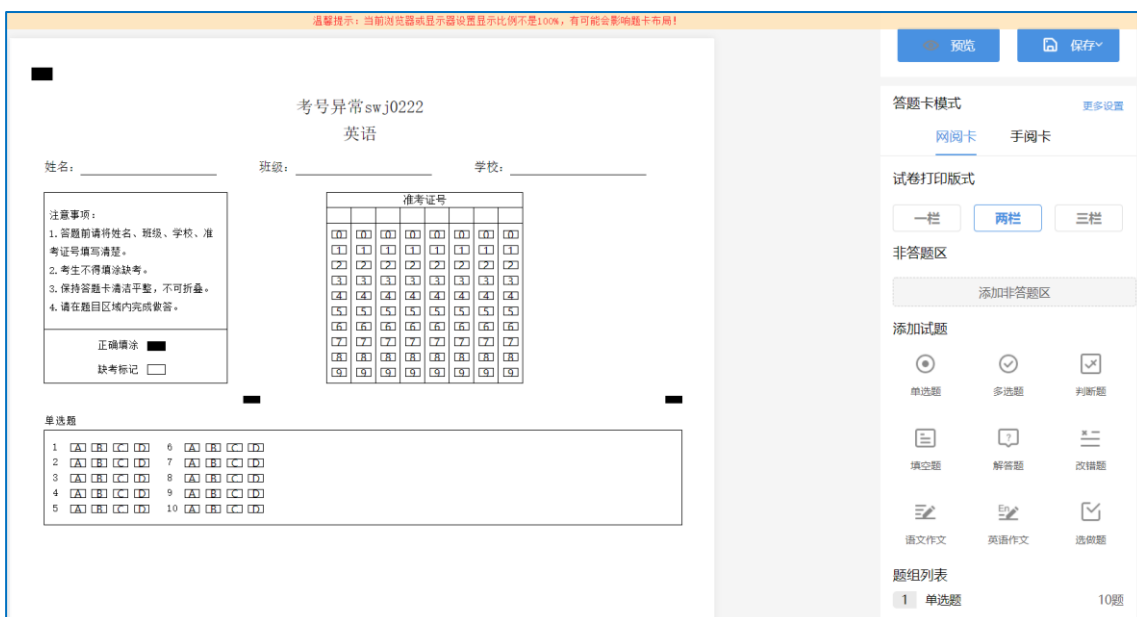 温馨提示：当前浏览器或显示器设置显示比例不是100%，有可能会影响题卡布局！
预览
保存
考号异常swj0222
英语
姓名：
班级：
学校：
注意事项：
1.答题前请将姓名、班级、学校、准
考证号填写清楚。
2.考生不得填涂缺考。
3.保持答题卡清洁平整，不可折叠。
4.请在题目区域内完成做答。
正确填涂
缺考标记
准考证号
0 0 0 0 0 0 0 0
1 1 1 1 1 1 1 1
2 2 2 2 2 2 2 2
3 3 3 3 3 3 3 3
4 4 4 4 4 4 4 4
5 5 5 5 5 5 5 5
6 6 6 6 6 6 6 6
7 7 7 7 7 7 7 7
8 8 8 8 8 8 8 8
9 9 9 9 9 9 9 9
单选题
1 A B C D 6 A B C D
2 A B C D 7 A B C D
3 A B C D 8 A B C D
4 A B C D 9 A B C D
5 A B C D 10 A B C D
答题卡模式 更多设置
网阅卡 手阅卡
试卷打印版式
一栏 两栏 三栏
非答题区
添加非答题区
添加试题
单选题 多选题 判断题
填空题 解答题 改错题
En
语文作文 英语作文 选做题
题组列表
1 单选题 10题